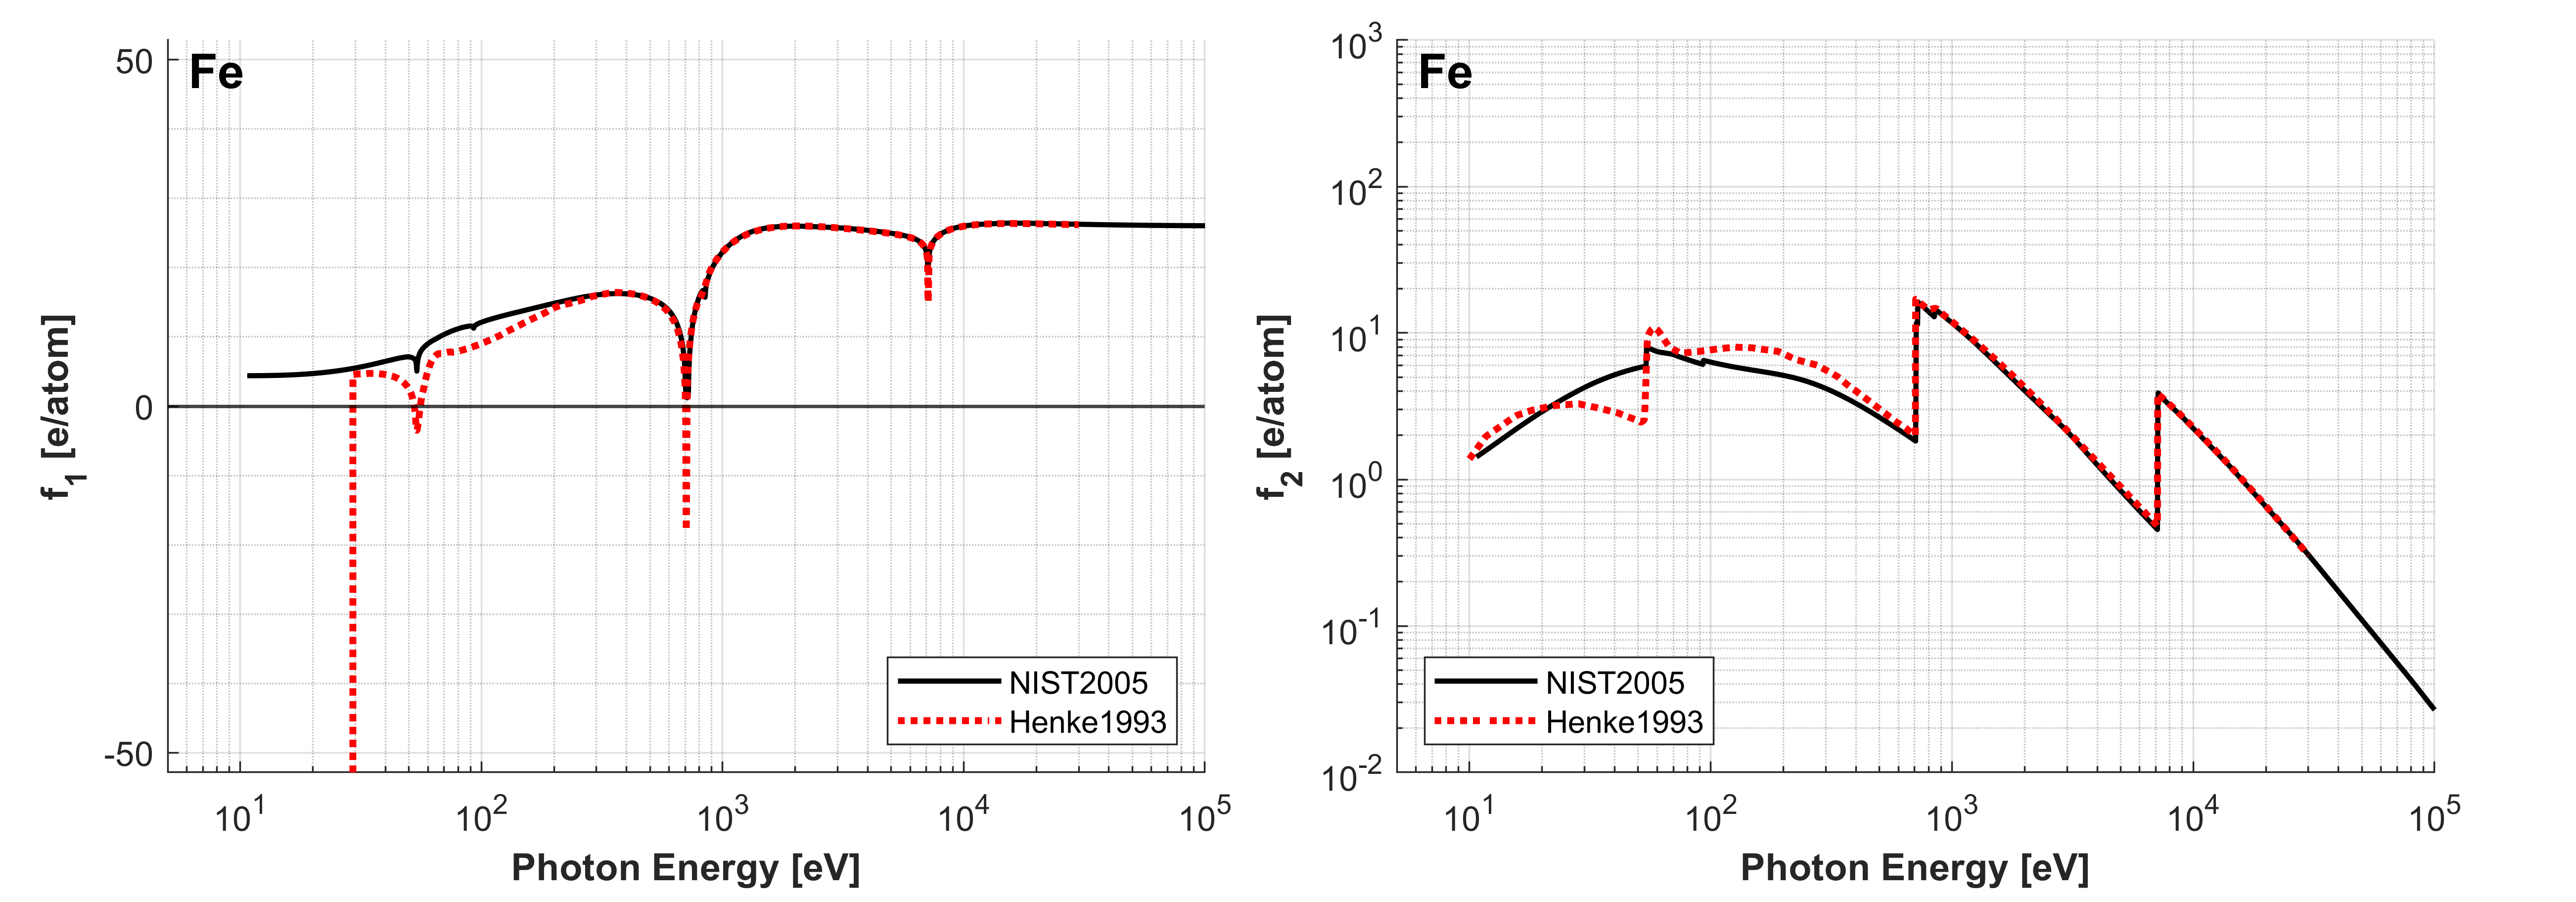 Fe
f1 [e/atom]
50
0
-50
10^1 10^2 10^3 10^4 10^5
Photon Energy [eV]
NIST2005
Henke1993
Fe
f2 [e/atom]
10^3
10^2
10^1
10^0
10^-1
10^-2
10^1 10^2 10^3 10^4 10^5
Photon Energy [eV]
NIST2005
Henke1993